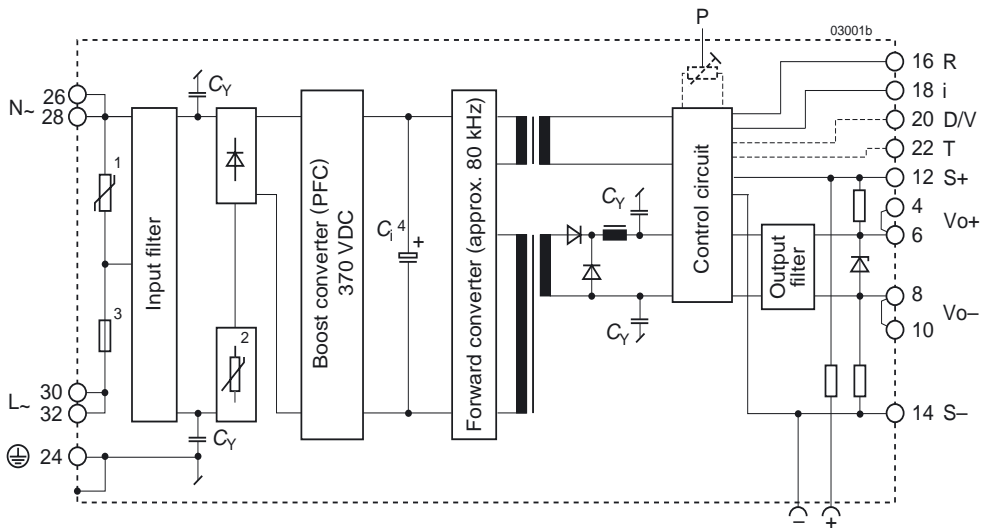 P
03001b
N~
26
28
L~
30
32
24
1
3
CY
CY
2
Input filter
Boost converter (PFC)
370 VDC
Ci
4
+
Forward converter (approx. 80 kHz)
CY
CY
Control circuit
Output
filter
16 R
18 i
20 D/V
22 T
12 S+
4
Vo+
6
8
Vo–
10
14 S–
– +